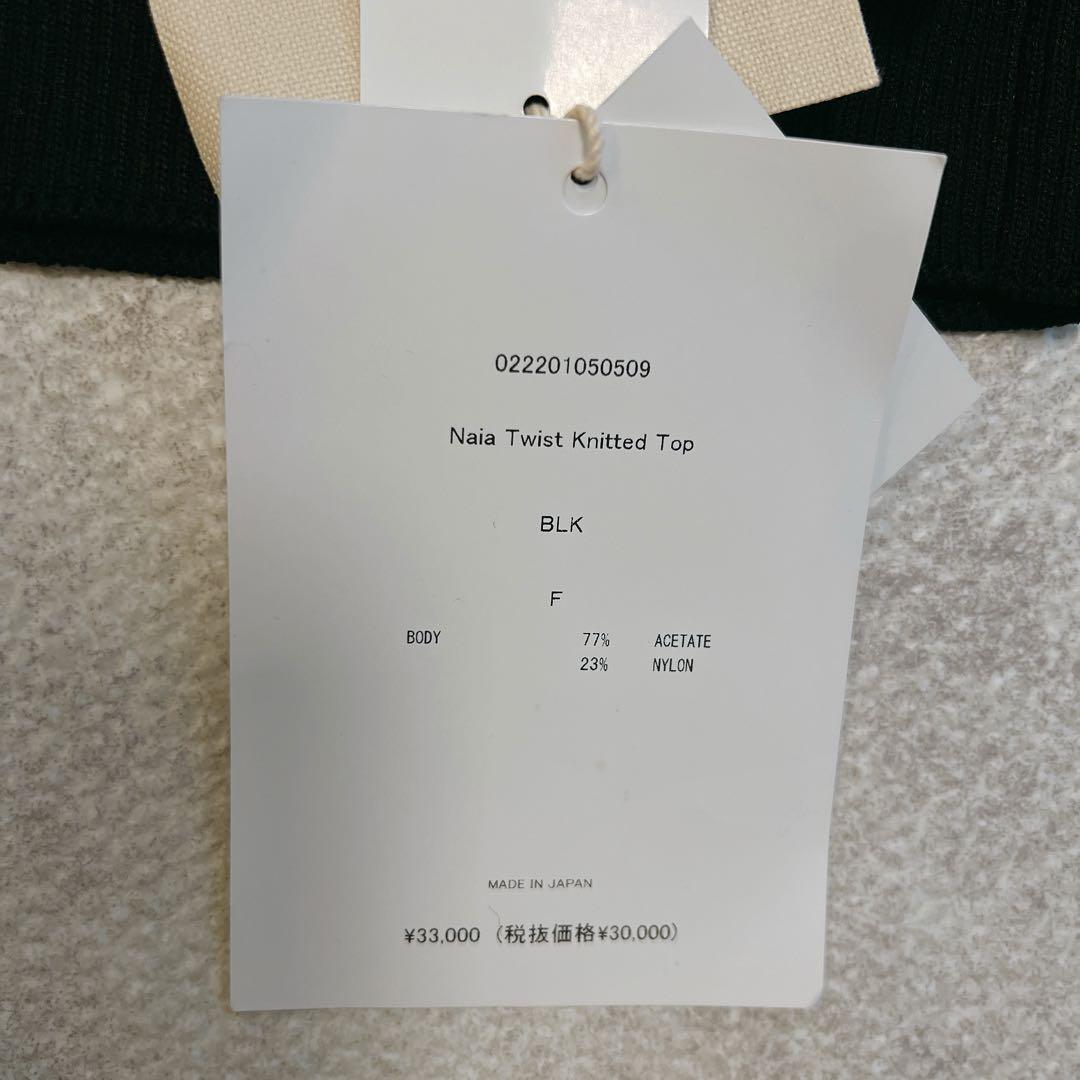 022201050509
Naia Twist Knitted Top
BLK
F
BODY 77% ACETATE
23% NYLON
MADE IN JAPAN
¥33,000（税抜価格¥30,000）